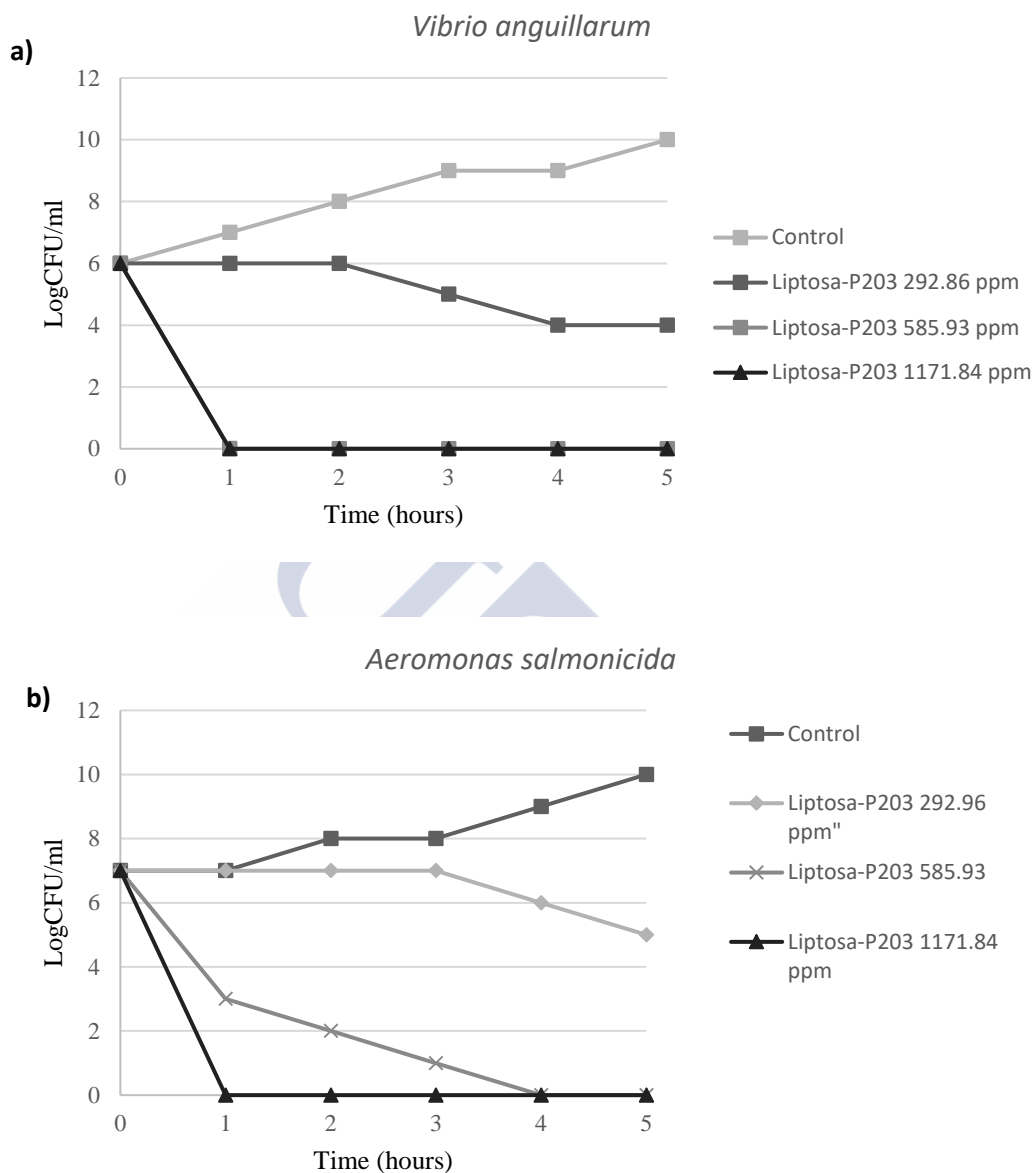 Vibrio anguillarum
a)
12
10
8
6
4
2
0
LogCFU/ml
0 1 2 3 4 5
Time (hours)
Control
Liptosa-P203 292.86 ppm
Liptosa-P203 585.93 ppm
Liptosa-P203 1171.84 ppm
Aeromonas salmonicida
b)
12
10
8
6
4
2
0
LogCFU/ml
0 1 2 3 4 5
Time (hours)
Control
Liptosa-P203 292.96
ppm"
Liptosa-P203 585.93
Liptosa-P203 1171.84
ppm